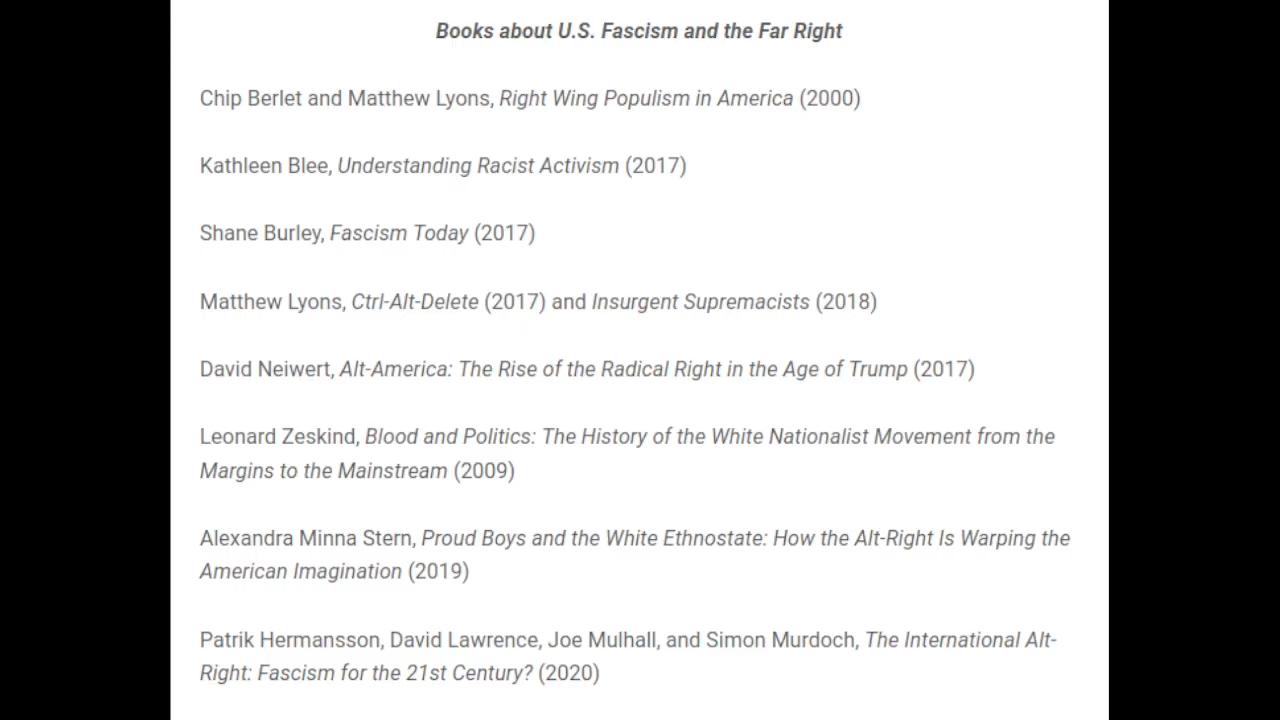 Books about U.S. Fascism and the Far Right
Chip Berlet and Matthew Lyons, Right Wing Populism in America (2000)
Kathleen Blee, Understanding Racist Activism (2017)
Shane Burley, Fascism Today (2017)
Matthew Lyons, Ctrl-Alt-Delete (2017) and Insurgent Supremacists (2018)
David Neiwert, Alt-America: The Rise of the Radical Right in the Age of Trump (2017)
Leonard Zeskind, Blood and Politics: The History of the White Nationalist Movement from the
Margins to the Mainstream (2009)
Alexandra Minna Stern, Proud Boys and the White Ethnostate: How the Alt-Right Is Warping the
American Imagination (2019)
Patrik Hermansson, David Lawrence, Joe Mulhall, and Simon Murdoch, The International Alt-
Right: Fascism for the 21st Century? (2020)